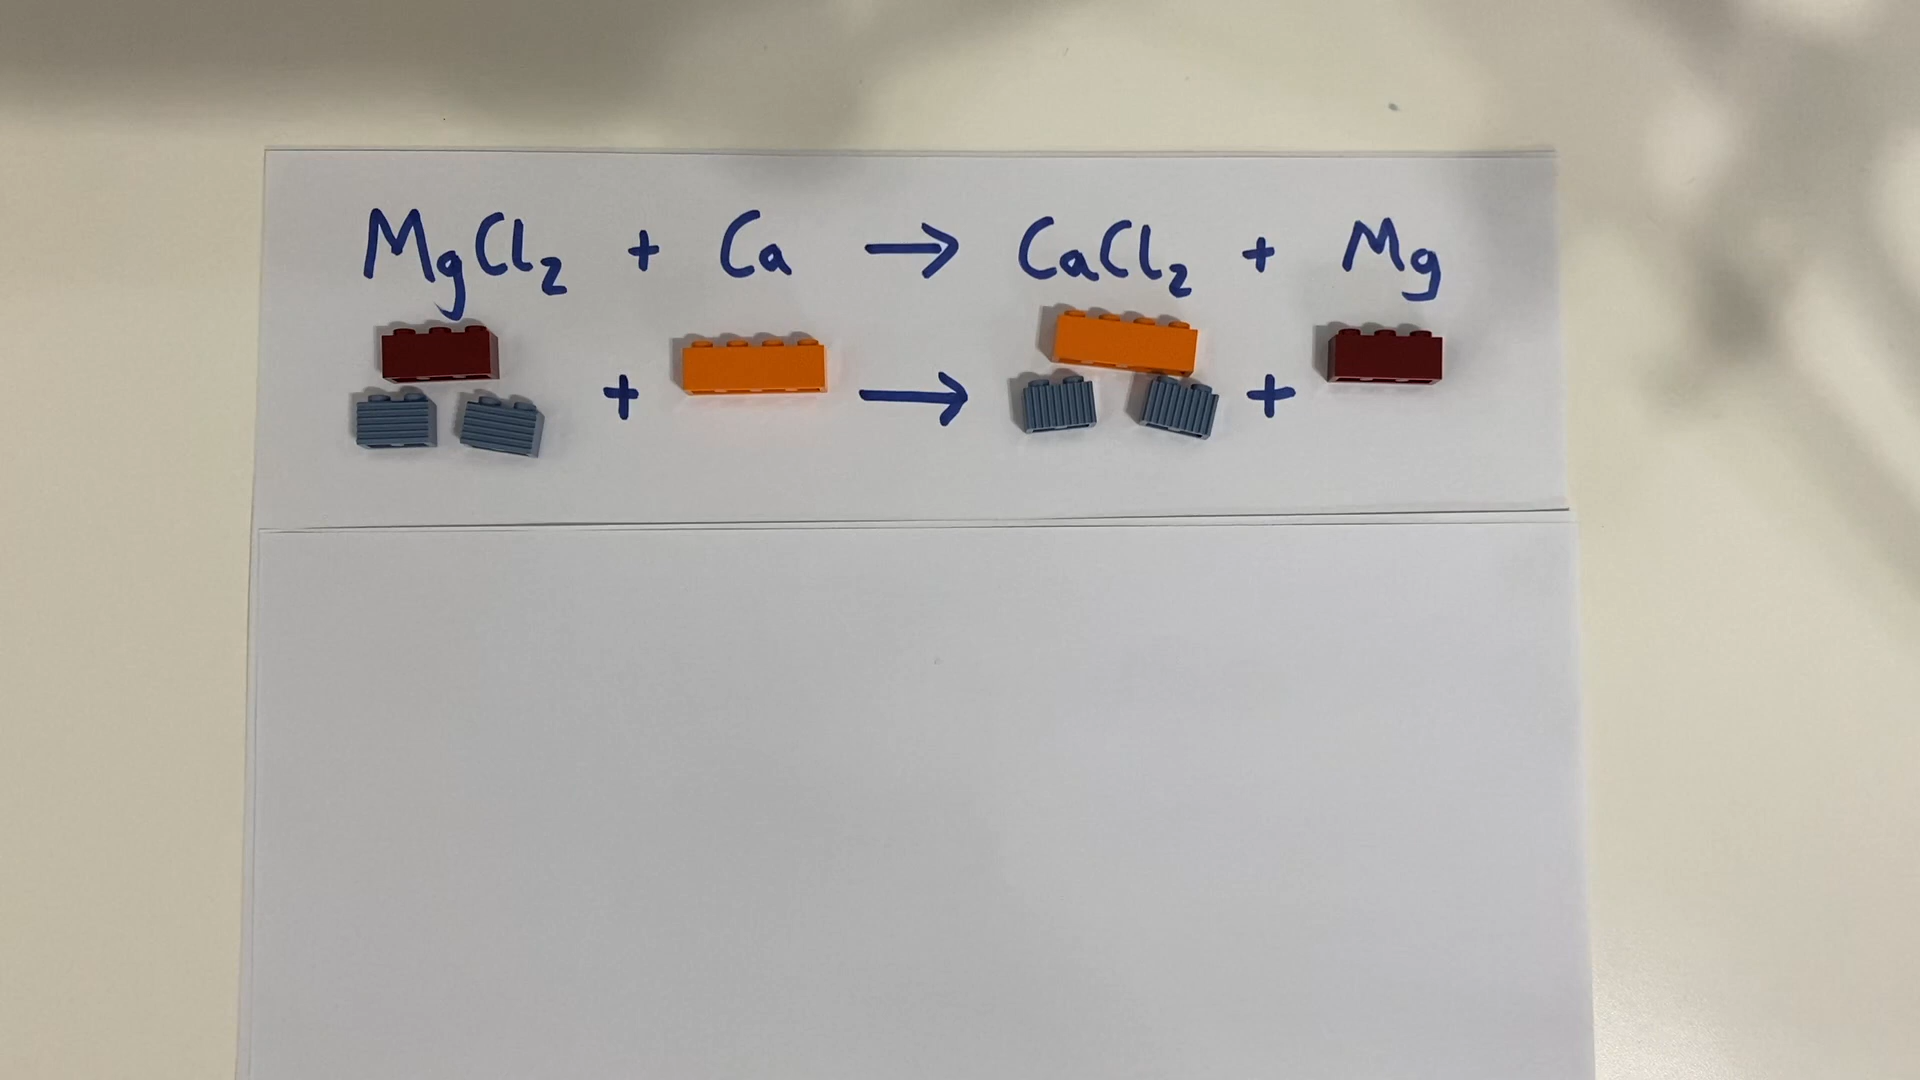 MgCl₂ + Ca → CaCl₂ + Mg
+ → +